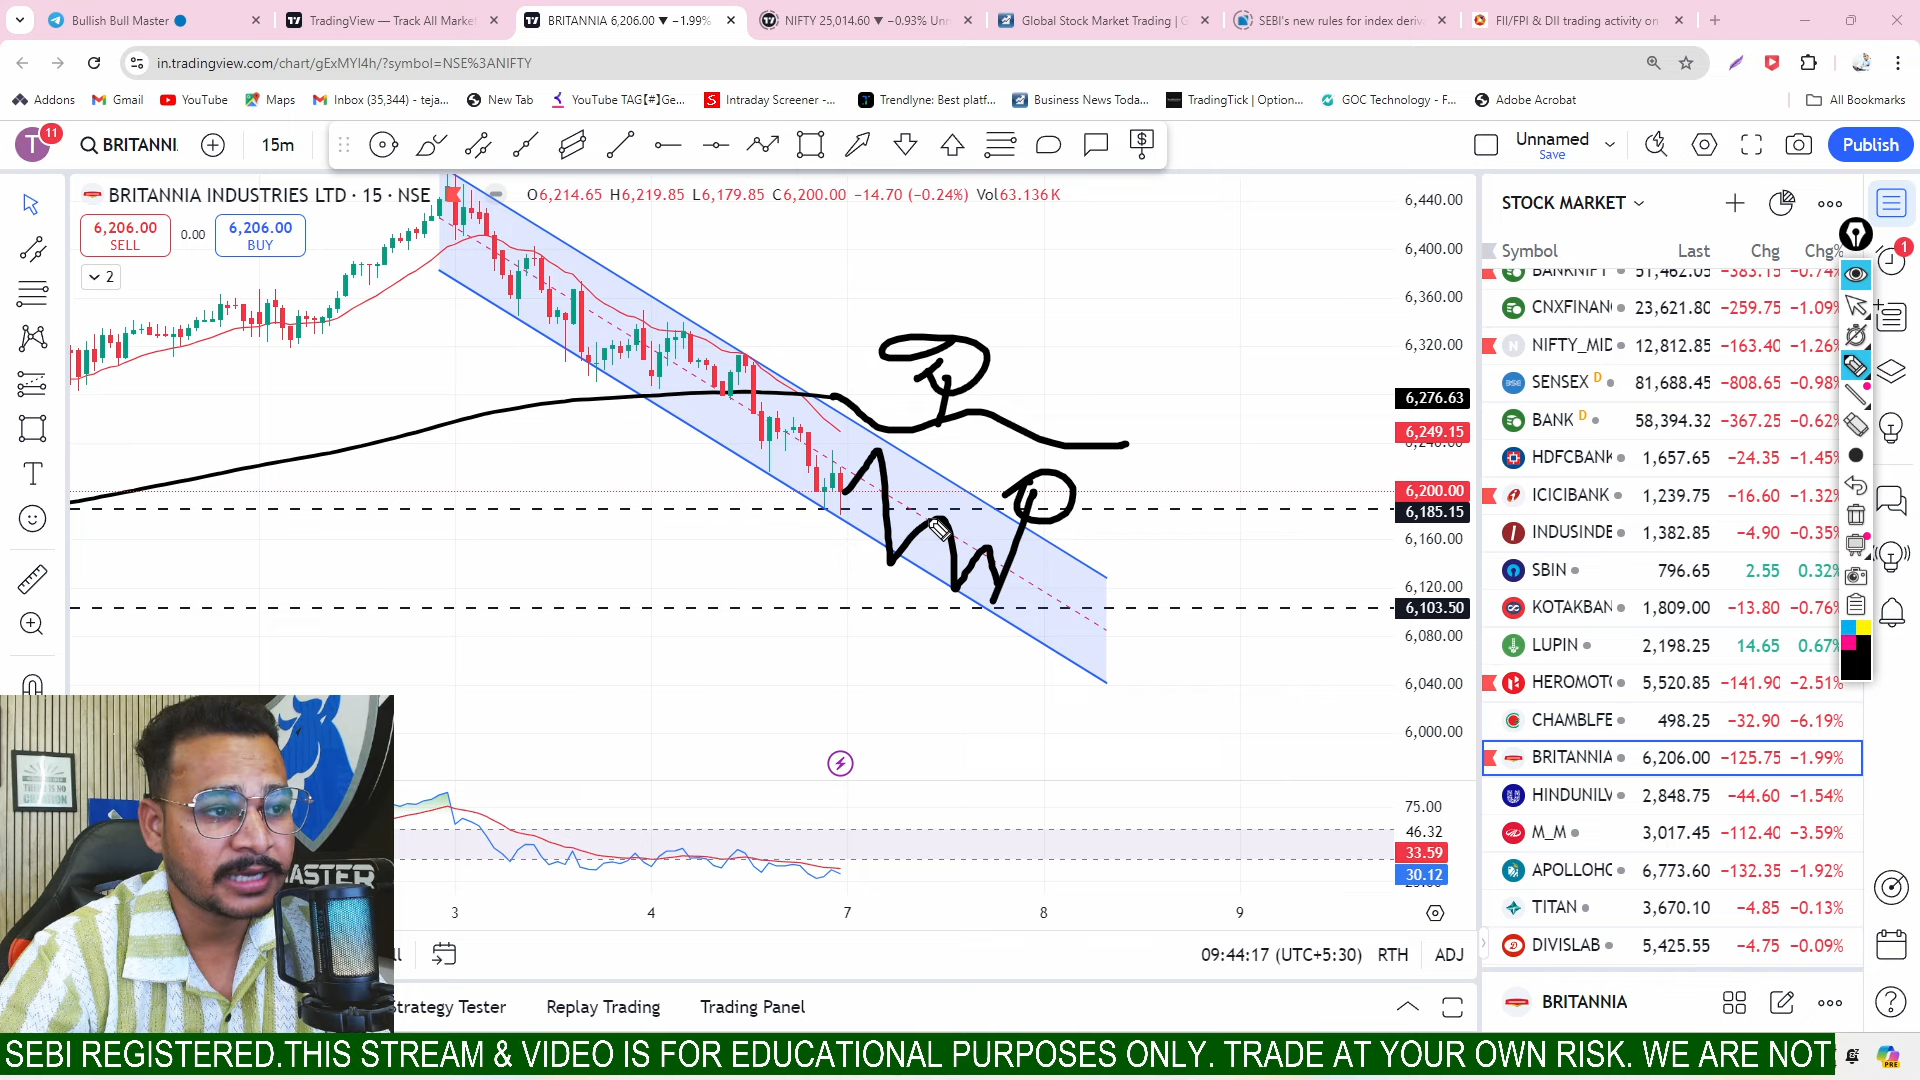 Bullish Bull Master
TradingView — Track All Market
BRITANNIA 6,206.00 ▼ −1.99%
NIFTY 25,014.60 ▼ −0.93% Unn
Global Stock Market Trading | G
SEBI's new rules for index deriv
FII/FPI & DII trading activity on
in.tradingview.com/chart/gExMYl4h/?symbol=NSE%3ANIFTY
Addons
Gmail
YouTube
Maps
Inbox (35,344) - teja...
New Tab
YouTube TAG【#】Ge...
Intraday Screener -...
Trendlyne: Best platf...
Business News Toda...
TradingTick | Option...
GOC Technology - F...
Adobe Acrobat
All Bookmarks
T
11
BRITANNI.
15m
Unnamed
Save
Publish
BRITANNIA INDUSTRIES LTD · 15 · NSE
O6,214.65 H6,219.85 L6,179.85 C6,200.00 −14.70 (−0.24%) Vol63.136K
6,206.00
SELL
0.00
6,206.00
BUY
2
6,440.00
6,400.00
6,360.00
6,320.00
6,276.63
6,249.15
6,200.00
6,185.15
6,160.00
6,120.00
6,103.50
6,080.00
6,040.00
6,000.00
75.00
46.32
33.59
30.12
3
4
7
8
9
09:44:17 (UTC+5:30)
RTH
ADJ
Strategy Tester
Replay Trading
Trading Panel
STOCK MARKET
Symbol Last Chg Chg%
BANKNIFT 51,462.05 −383.15 −0.74%
CNXFINAN 23,621.80 −259.75 −1.09%
NIFTY_MID 12,812.85 −163.40 −1.26%
SENSEX D 81,688.45 −808.65 −0.98%
BANK D 58,394.32 −367.25 −0.62%
HDFCBANK 1,657.65 −24.35 −1.45%
ICICIBANK 1,239.75 −16.60 −1.32%
INDUSINDE 1,382.85 −4.90 −0.35%
SBIN 796.65 2.55 0.32%
KOTAKBAN 1,809.00 −13.80 −0.76%
LUPIN 2,198.25 14.65 0.67%
HEROMOTO 5,520.85 −141.90 −2.51%
CHAMBLFE 498.25 −32.90 −6.19%
BRITANNIA 6,206.00 −125.75 −1.99%
HINDUNILV 2,848.75 −44.60 −1.54%
M_M 3,017.45 −112.40 −3.59%
APOLLOHO 6,773.60 −132.35 −1.92%
TITAN 3,670.10 −4.85 −0.13%
DIVISLAB 5,425.55 −4.75 −0.09%
BRITANNIA
1
SEBI REGISTERED.THIS STREAM & VIDEO IS FOR EDUCATIONAL PURPOSES ONLY. TRADE AT YOUR OWN RISK. WE ARE NOT